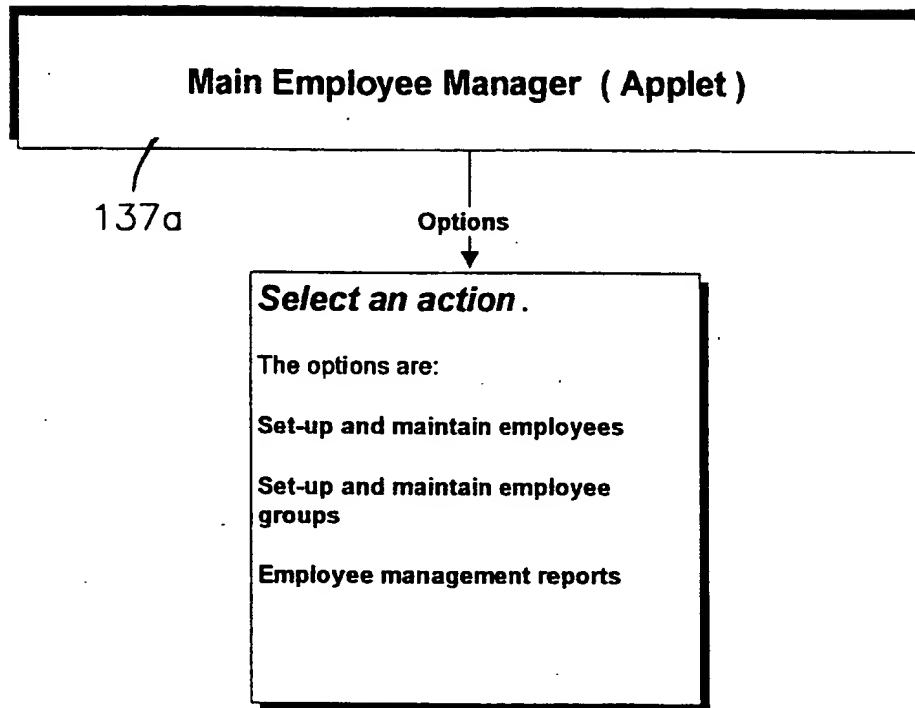 Main Employee Manager ( Applet )
137a
Options
Select an action.
The options are:
Set-up and maintain employees
Set-up and maintain employee
groups
Employee management reports